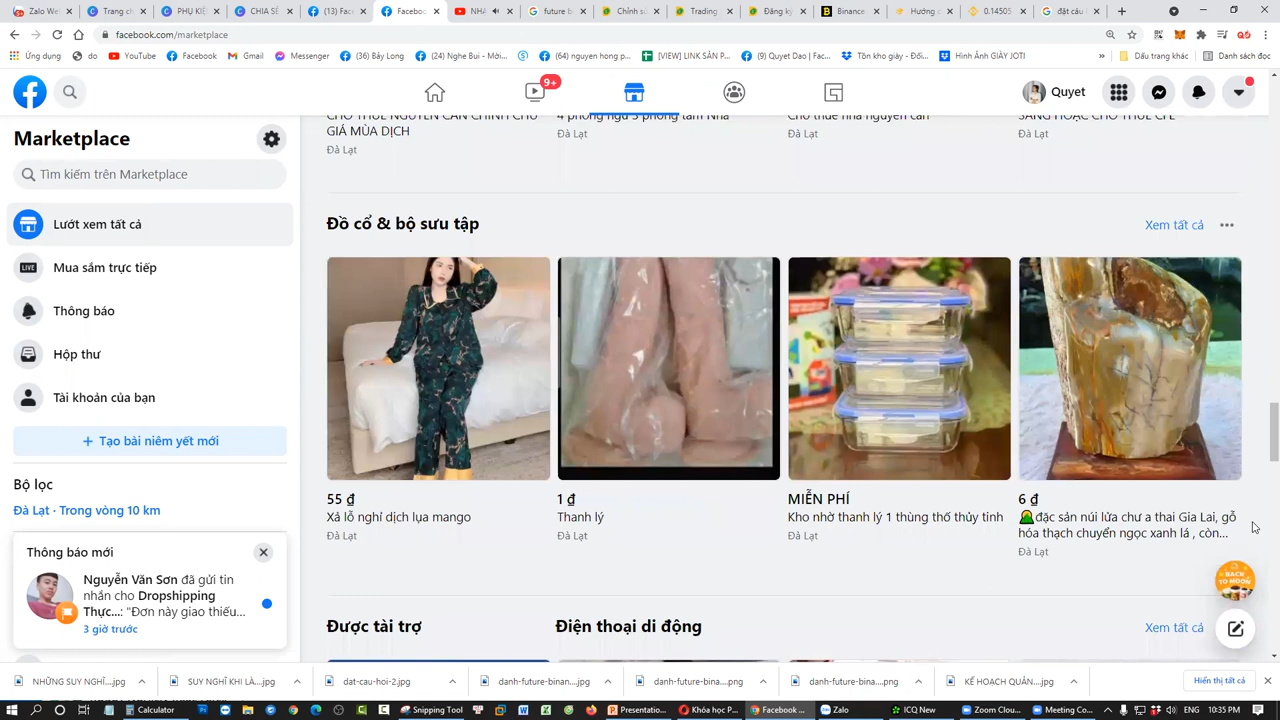 Zalo We
Trang ch
PHỤ KIỆ
CHIA SẺ
(13) Face
Facebo
NHẠ
future b
Chỉnh sử
Trading
Đăng ký
Binance
Hướng d
0.14505
đặt câu h
facebook.com/marketplace
Ứng dụng
do
YouTube
Facebook
Gmail
Messenger
(36) Bảy Long
(24) Nghe Bui - Mời...
(64) nguyen hong p...
[VIEW] LINK SẢN P...
(9) Quyet Dao | Fac...
Tồn kho giày - Đối...
Hình Ảnh GIÀY JOTI
»
Dấu trang khác
Danh sách đọc
9+
Quyet
Marketplace
Tìm kiếm trên Marketplace
Lướt xem tất cả
LIVE
Mua sắm trực tiếp
Thông báo
Hộp thư
Tài khoản của bạn
+ Tạo bài niêm yết mới
Bộ lọc
Đà Lạt · Trong vòng 10 km
Thông báo mới
Nguyễn Văn Sơn đã gửi tin
nhắn cho Dropshipping
Thực...: "Đơn này giao thiếu...
3 giờ trước
CHO THUÊ NGUYÊN CĂN CHÍNH CHỦ
GIÁ MÙA DỊCH
Đà Lạt
4 phòng ngủ 3 phòng tắm Nhà
Đà Lạt
Cho thuê nhà nguyên căn
Đà Lạt
SANG HOẶC CHO THUÊ CFE
Đà Lạt
Đồ cổ & bộ sưu tập
Xem tất cả
55 ₫
Xả lỗ nghỉ dịch lụa mango
Đà Lạt
1 ₫
Thanh lý
Đà Lạt
MIỄN PHÍ
Kho nhờ thanh lý 1 thùng thố thủy tinh
Đà Lạt
6 ₫
đặc sản núi lửa chư a thai Gia Lai, gỗ
hóa thạch chuyển ngọc xanh lá , còn...
Đà Lạt
BACK
TO MOON
Được tài trợ
Điện thoại di động
Xem tất cả
NHỮNG SUY NGHĨ....jpg
SUY NGHĨ KHI LÀ....jpg
dat-cau-hoi-2.jpg
danh-future-binan....jpg
danh-future-bina....png
danh-future-bina....png
KẾ HOẠCH QUẢN....jpg
Hiển thị tất cả
Calculator
Snipping Tool
Presentatio...
Khóa học P...
Facebook ...
Zalo
ICQ New
Zoom Clou...
Meeting Co...
ENG
10:35 PM